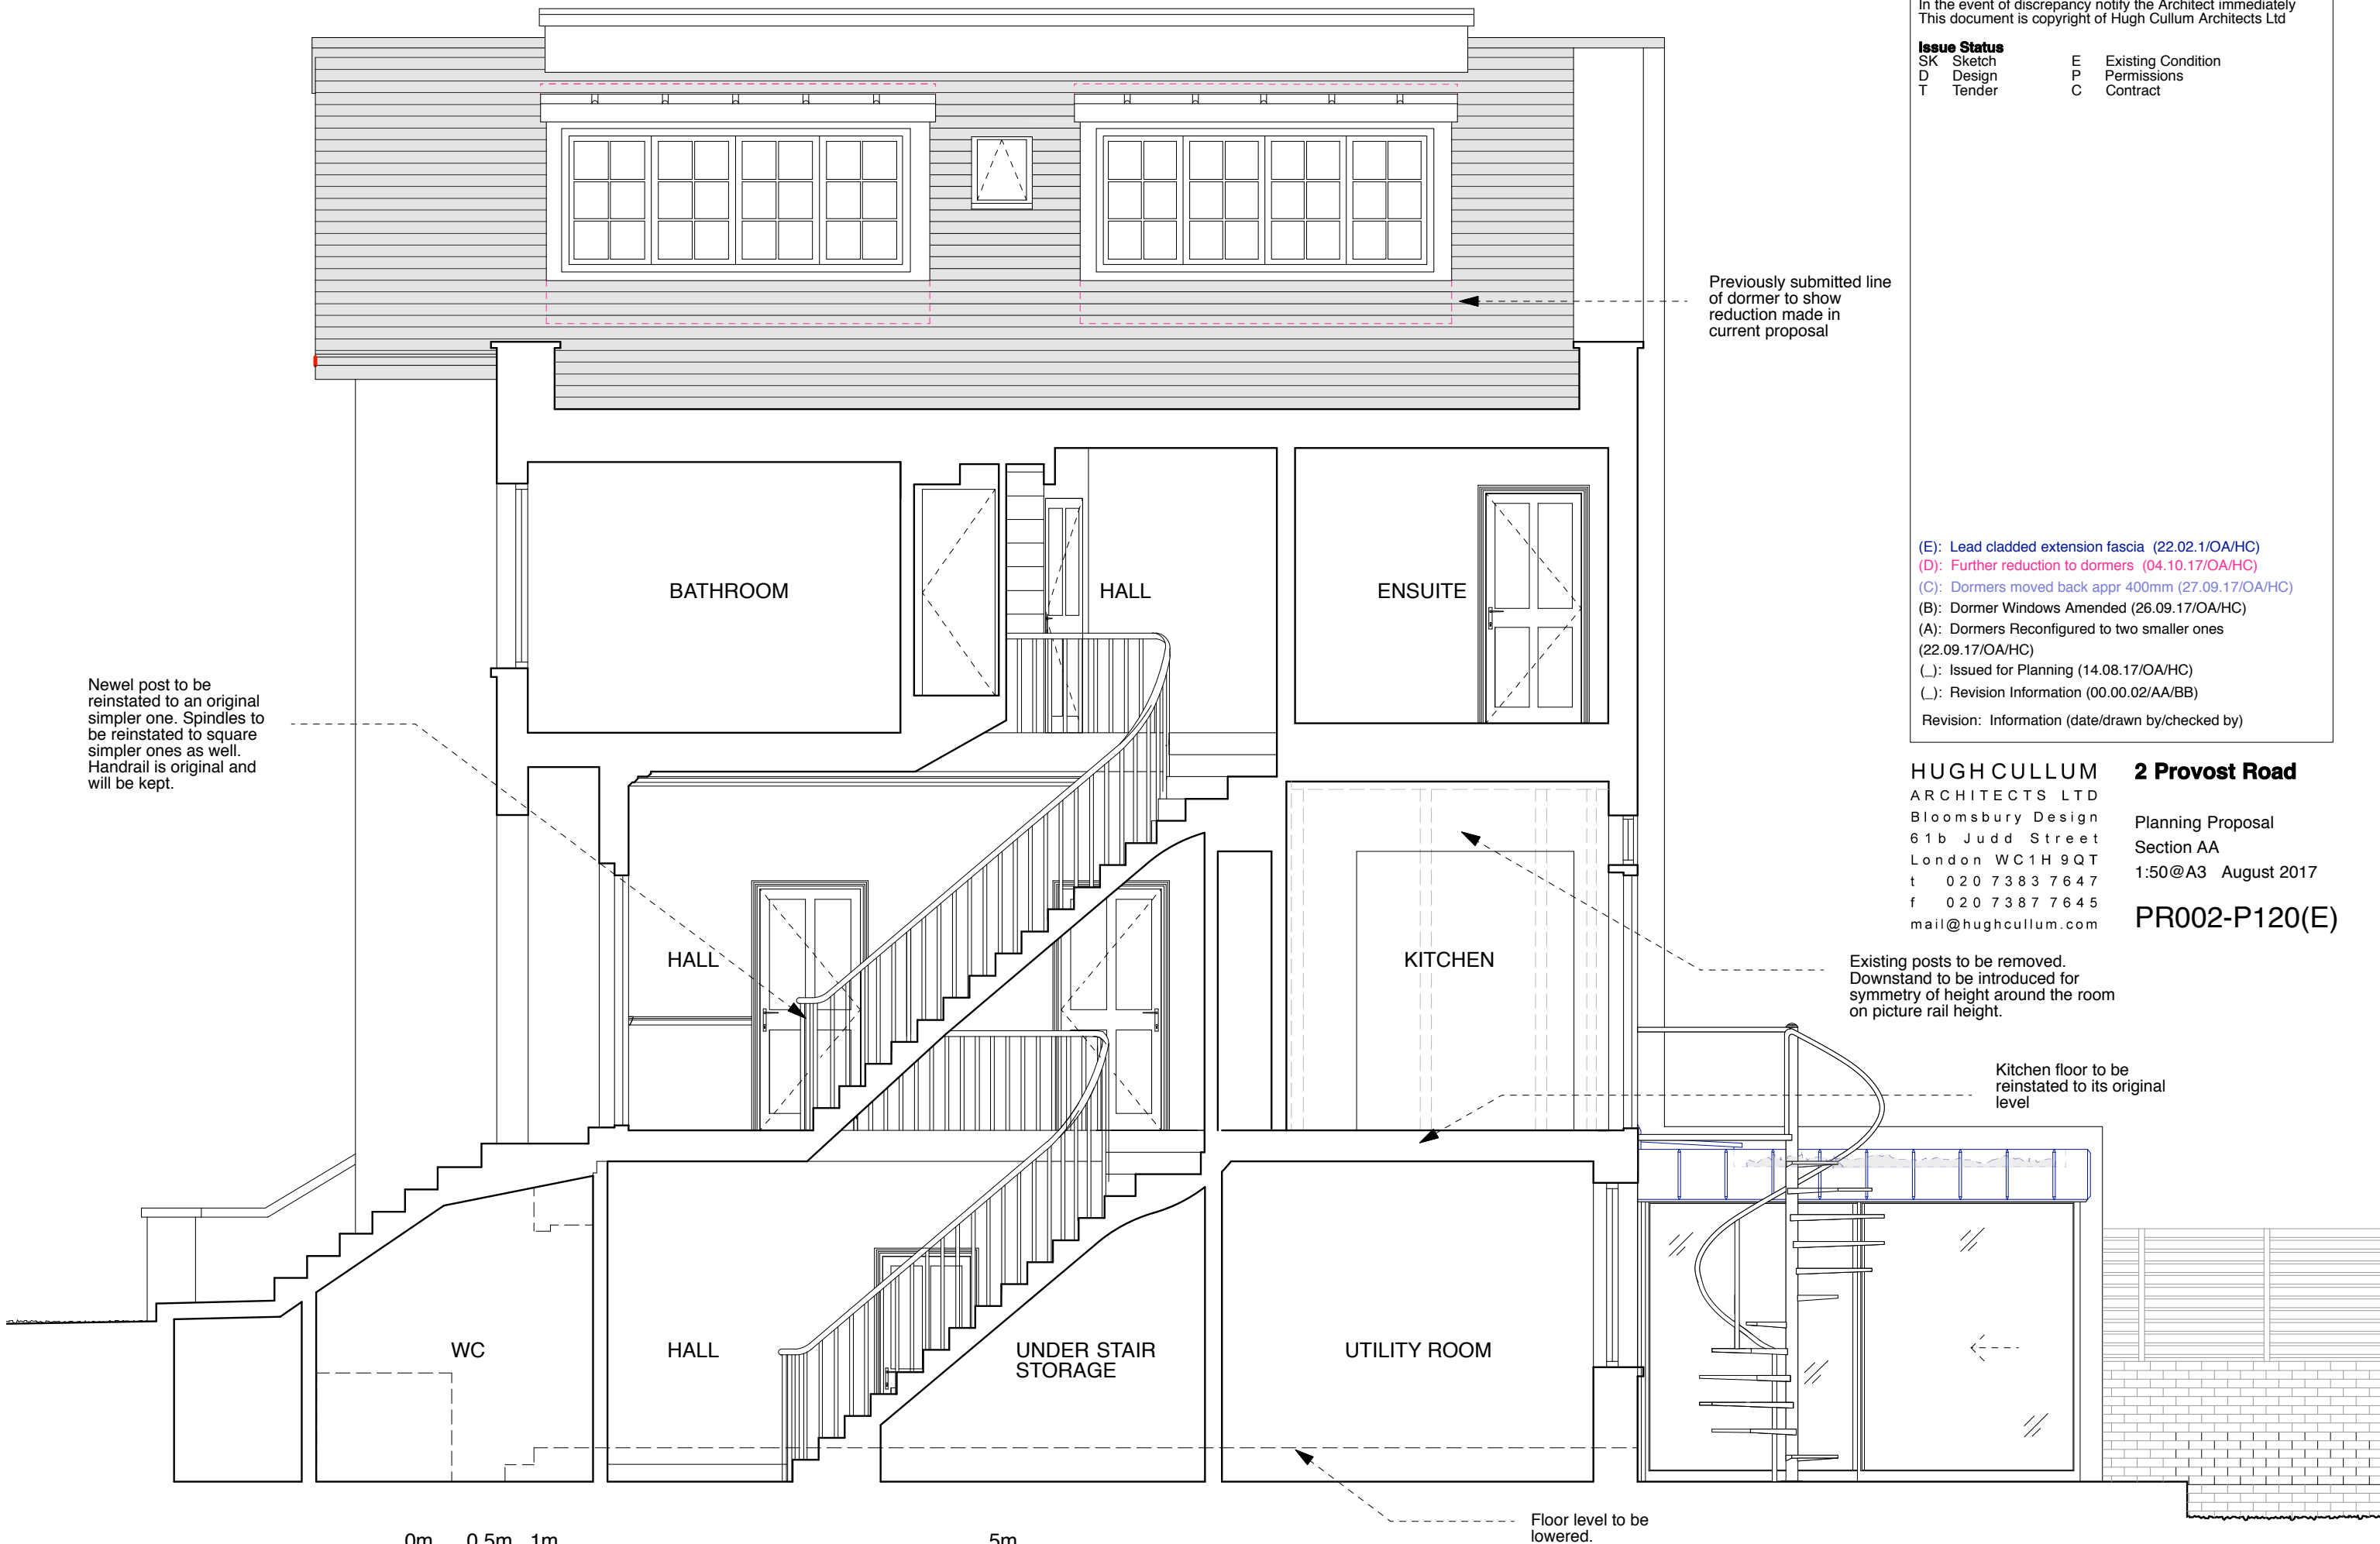 In the event of discrepancy notify the Architect immediately
This document is copyright of Hugh Cullum Architects Ltd
Issue Status
SK Sketch E Existing Condition
D Design P Permissions
T Tender C Contract
Previously submitted line
of dormer to show
reduction made in
current proposal
(E): Lead cladded extension fascia (22.02.1/OA/HC)
(D): Further reduction to dormers (04.10.17/OA/HC)
(C): Dormers moved back appr 400mm (27.09.17/OA/HC)
(B): Dormer Windows Amended (26.09.17/OA/HC)
(A): Dormers Reconfigured to two smaller ones
(22.09.17/OA/HC)
(_): Issued for Planning (14.08.17/OA/HC)
(_): Revision Information (00.00.02/AA/BB)
Revision: Information (date/drawn by/checked by)
HUGH CULLUM
ARCHITECTS LTD
Bloomsbury Design
61b Judd Street
London WC1H 9QT
t 020 7383 7647
f 020 7387 7645
mail@hughcullum.com
2 Provost Road
Planning Proposal
Section AA
1:50@A3 August 2017
PR002-P120(E)
BATHROOM
HALL
ENSUITE
Newel post to be
reinstated to an original
simpler one. Spindles to
be reinstated to square
simpler ones as well.
Handrail is original and
will be kept.
HALL
KITCHEN
Existing posts to be removed.
Downstand to be introduced for
symmetry of height around the room
on picture rail height.
Kitchen floor to be
reinstated to its original
level
WC
HALL
UNDER STAIR
STORAGE
UTILITY ROOM
Floor level to be
lowered.
0m 0.5m 1m 5m